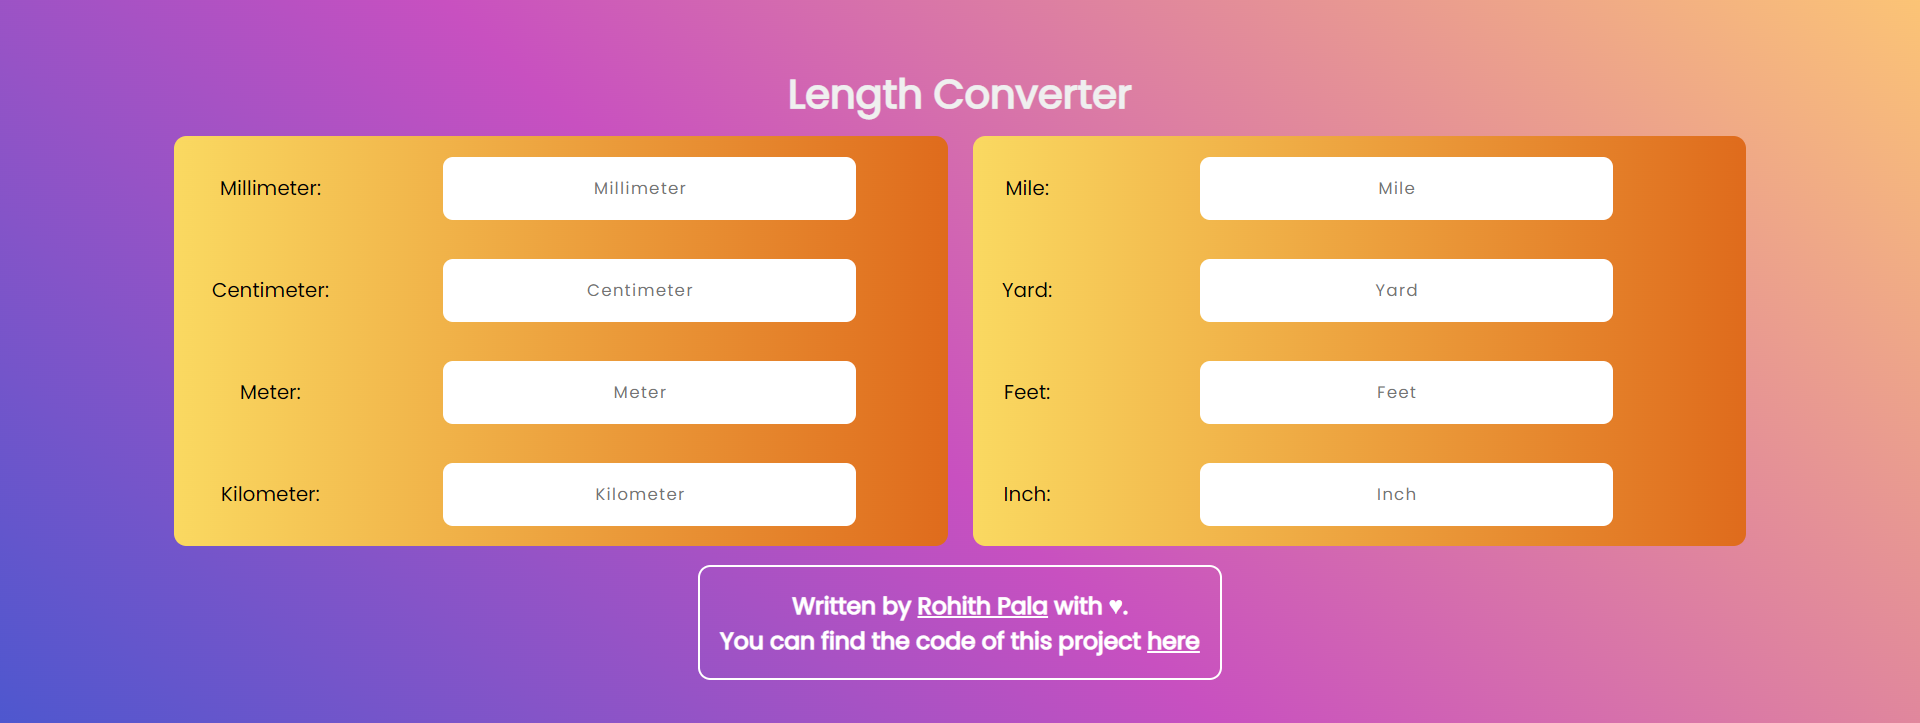 Length Converter
Millimeter:
Millimeter
Centimeter:
Centimeter
Meter:
Meter
Kilometer:
Kilometer
Mile:
Mile
Yard:
Yard
Feet:
Feet
Inch:
Inch
Written by Rohith Pala with ♥.
You can find the code of this project here